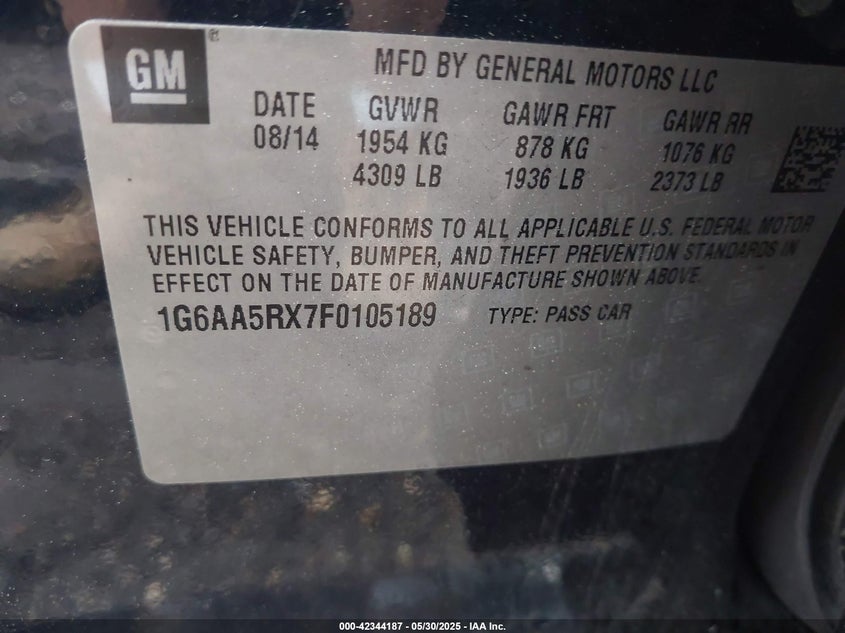 GM ®
MFD BY GENERAL MOTORS LLC
DATE GVWR GAWR FRT GAWR RR
08/14 1954 KG 878 KG 1076 KG
4309 LB 1936 LB 2373 LB
THIS VEHICLE CONFORMS TO ALL APPLICABLE U.S. FEDERAL MOTOR
VEHICLE SAFETY, BUMPER, AND THEFT PREVENTION STANDARDS IN
EFFECT ON THE DATE OF MANUFACTURE SHOWN ABOVE.
1G6AA5RX7F0105189 TYPE: PASS CAR
000-42344187 - 05/30/2025 - IAA Inc.